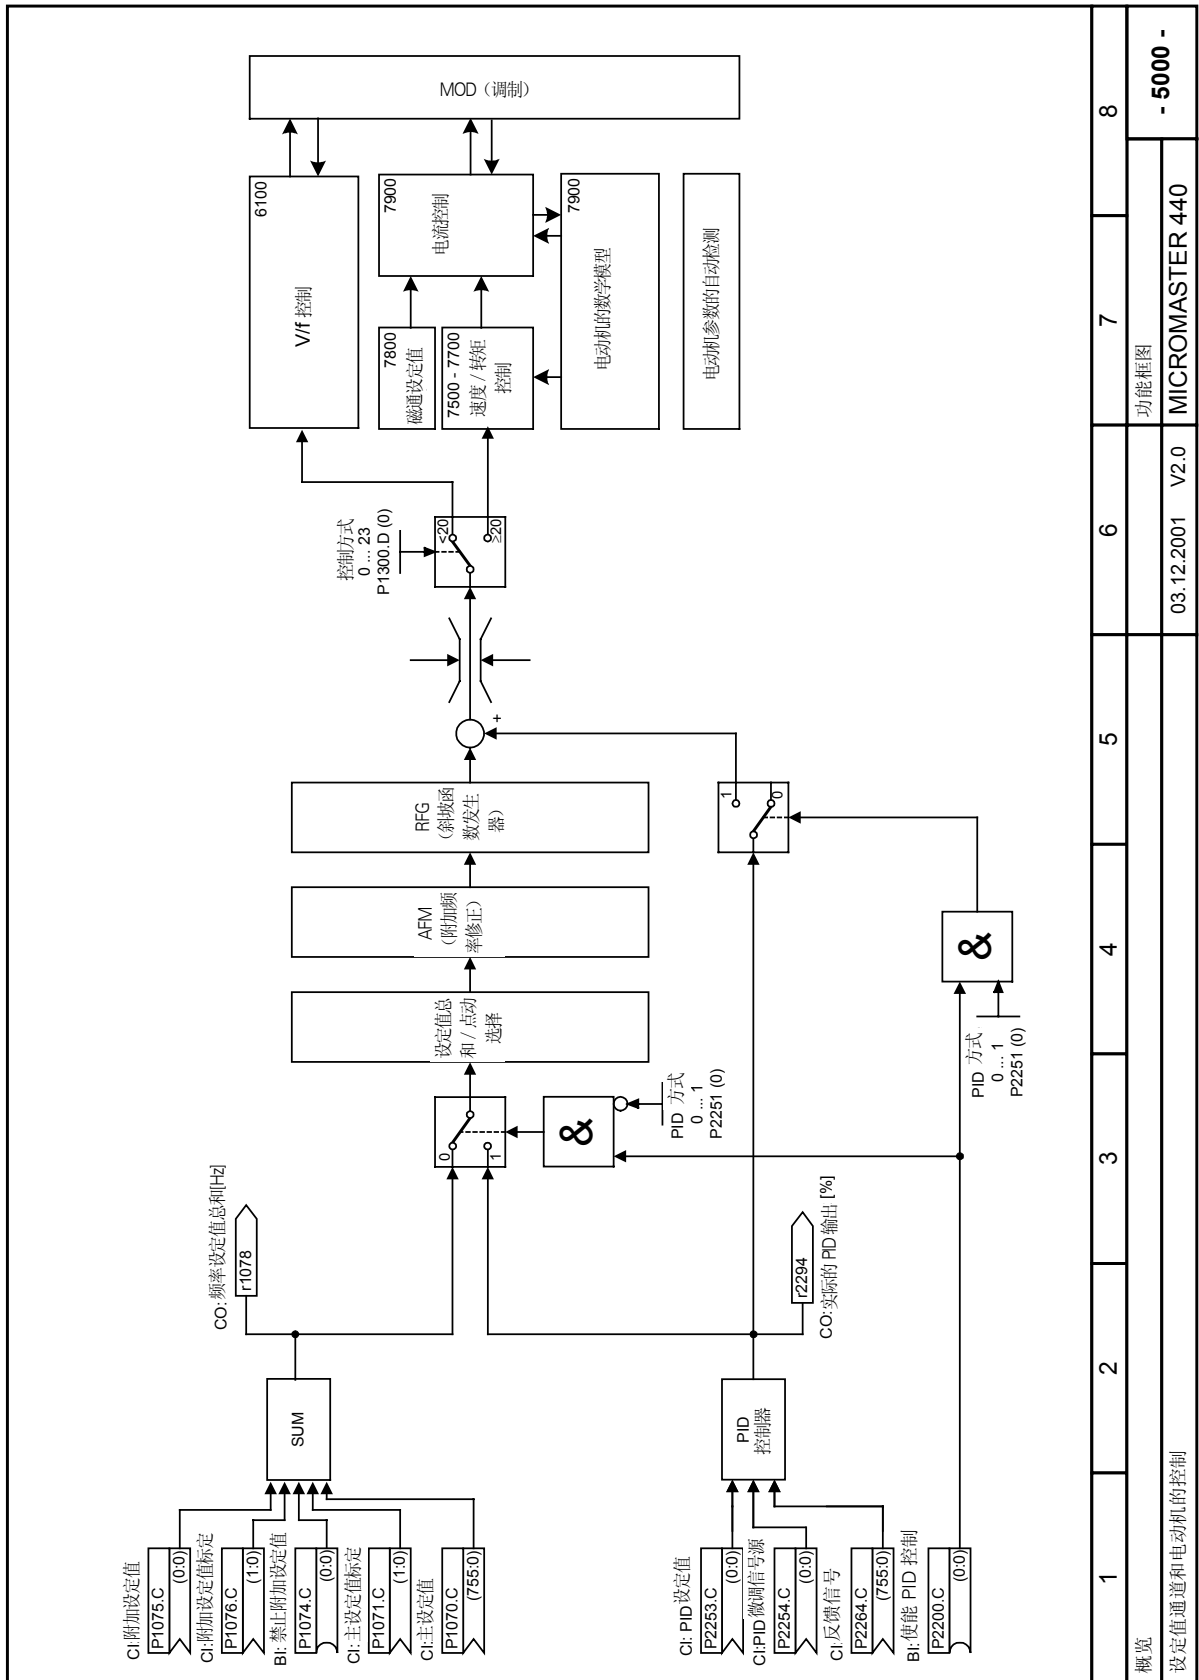 CI:附加设定值
P1075.C
(0:0)
CI:附加设定值标定
P1076.C
(1:0)
BI: 禁止附加设定值
P1074.C
(0:0)
CI:主设定值标定
P1071.C
(1:0)
CI:主设定值
P1070.C
(755:0)
CI: PID设定值
P2253.C
(0:0)
CI:PID微调信号源
P2254.C
(0:0)
CI:反馈信号
P2264.C
(755:0)
BI: 使能 PID 控制
P2200.C
(0:0)
SUM
PID
控制器
CO: 频率设定值总和[Hz]
r1078
r2294
CO:实际的 PID 输出 [%]
0
1
&
PID 方式
0 ... 1
P2251 (0)
设定值总
和 / 点动
选择
AFM
（附加频
率修正）
&
PID 方式
0 ... 1
P2251 (0)
RFG
（斜坡函
数发生
器）
1
0
+
控制方式
0 ... 23
P1300.D (0)
<20
≥20
6100
V/f 控制
7800
磁通设定值
7500 - 7700
速度 / 转矩
控制
7900
电流控制
7900
电动机的数学模型
电动机参数的自动检测
MOD（调制）
1
2
3
4
5
6
7
8
概览
功能框图
- 5000 -
设定值通道和电动机的控制
03.12.2001
V2.0
MICROMASTER 440